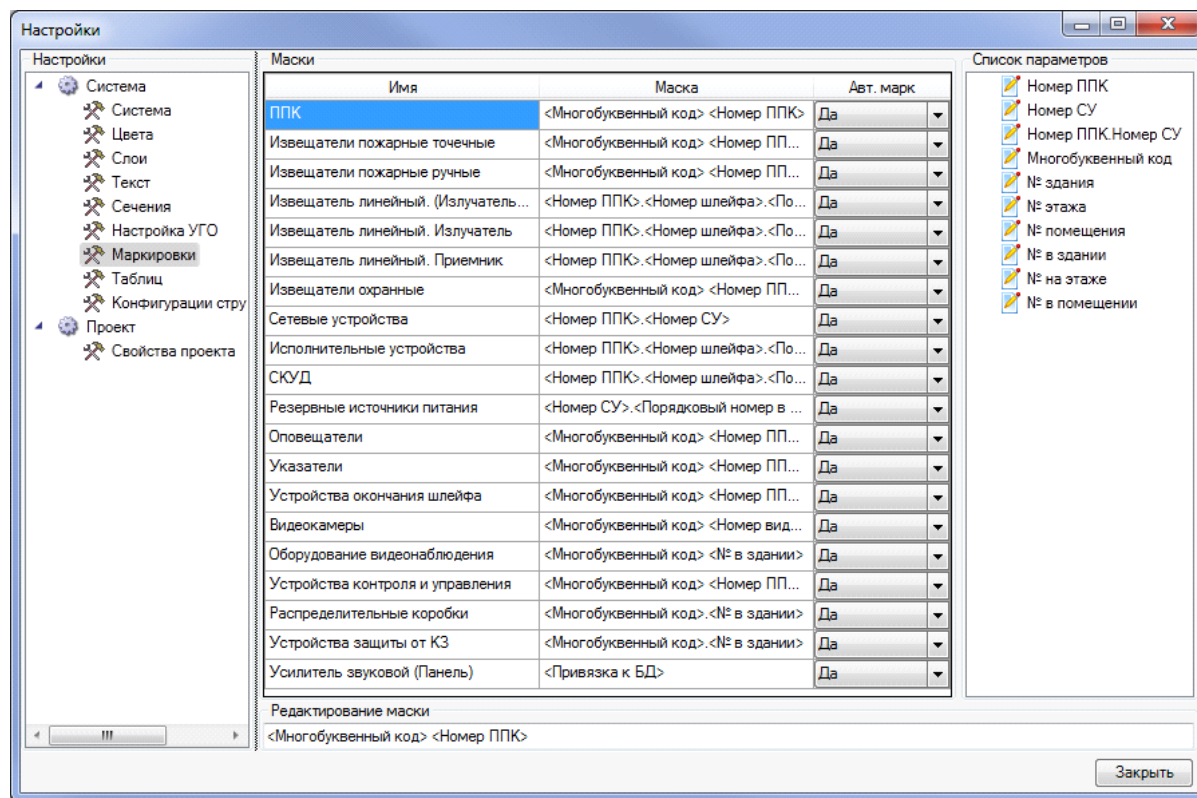 Настройки
Настройки
Система
Система
Цвета
Слои
Текст
Сечения
Настройка УГО
Маркировки
Таблиц
Конфигурации стру
Проект
Свойства проекта
Маски
Имя Маска Авт. марк
ППК <Многобуквенный код> <Номер ППК> Да
Извещатели пожарные точечные <Многобуквенный код> <Номер ПП... Да
Извещатели пожарные ручные <Многобуквенный код> <Номер ПП... Да
Извещатель линейный. (Излучатель... <Номер ППК>.<Номер шлейфа>.<По... Да
Извещатель линейный. Излучатель <Номер ППК>.<Номер шлейфа>.<По... Да
Извещатель линейный. Приемник <Номер ППК>.<Номер шлейфа>.<По... Да
Извещатели охранные <Многобуквенный код> <Номер ПП... Да
Сетевые устройства <Номер ППК>.<Номер СУ> Да
Исполнительные устройства <Номер ППК>.<Номер шлейфа>.<По... Да
СКУД <Номер ППК>.<Номер шлейфа>.<По... Да
Резервные источники питания <Номер СУ>.<Порядковый номер в ... Да
Оповещатели <Многобуквенный код> <Номер ПП... Да
Указатели <Многобуквенный код> <Номер ПП... Да
Устройства окончания шлейфа <Многобуквенный код> <Номер ПП... Да
Видеокамеры <Многобуквенный код> <Номер вид... Да
Оборудование видеонаблюдения <Многобуквенный код> <№ в здании> Да
Устройства контроля и управления <Многобуквенный код> <Номер ПП... Да
Распределительные коробки <Многобуквенный код>.<№ в здании> Да
Устройства защиты от КЗ <Многобуквенный код>.<№ в здании> Да
Усилитель звуковой (Панель) <Привязка к БД> Да
Редактирование маски
<Многобуквенный код> <Номер ППК>
Список параметров
Номер ППК
Номер СУ
Номер ППК.Номер СУ
Многобуквенный код
№ здания
№ этажа
№ помещения
№ в здании
№ на этаже
№ в помещении
Закрыть